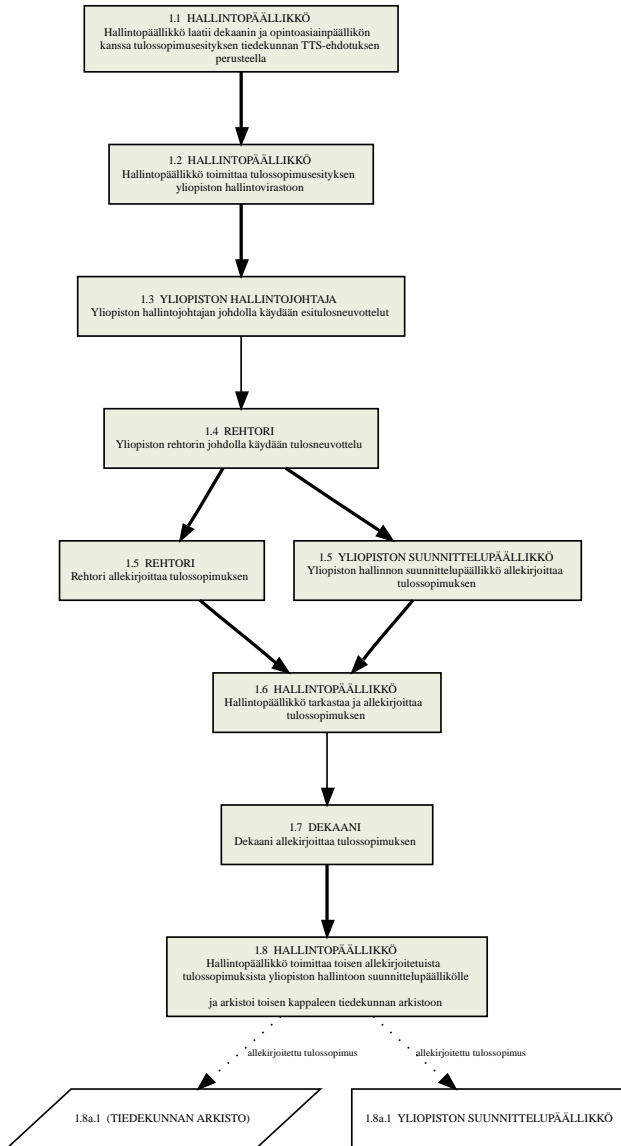 1.1 HALLINTOPÄÄLLIKKÖ
Hallintopäällikkö laatii dekaanin ja opintoasiainpäällikön
kanssa tulossopimusesityksen tiedekunnan TTS-ehdotuksen
perusteella
1.2 HALLINTOPÄÄLLIKKÖ
Hallintopäällikkö toimittaa tulossopimusesityksen
yliopiston hallintovirastoon
1.3 YLIOPISTON HALLINTOJOHTAJA
Yliopiston hallintojohtajan johdolla käydään esitulosneuvottelut
1.4 REHTORI
Yliopiston rehtorin johdolla käydään tulosneuvottelu
1.5 REHTORI
Rehtori allekirjoittaa tulossopimuksen
1.5 YLIOPISTON SUUNNITTELUPÄÄLLIKKÖ
Yliopiston hallinnon suunnittelupäällikkö allekirjoittaa
tulossopimuksen
1.6 HALLINTOPÄÄLLIKKÖ
Hallintopäällikkö tarkastaa ja allekirjoittaa
tulossopimuksen
1.7 DEKAANI
Dekaani allekirjoittaa tulossopimuksen
1.8 HALLINTOPÄÄLLIKKÖ
Hallintopäällikkö toimittaa toisen allekirjoitetuista
tulossopimuksista yliopiston hallintoon suunnittelupäällikölle
ja arkistoi toisen kappaleen tiedekunnan arkistoon
allekirjoitettu tulossopimus
allekirjoitettu tulossopimus
1.8a.1 (TIEDEKUNNAN ARKISTO)
1.8a.1 YLIOPISTON SUUNNITTELUPÄÄLLIKKÖ